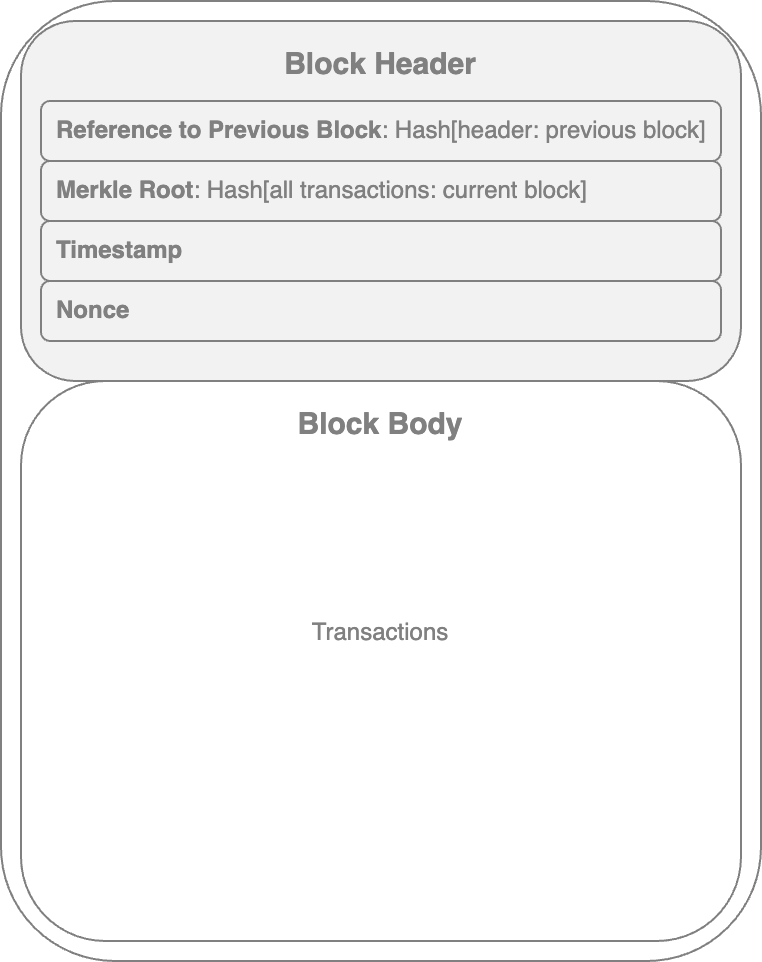 Block Header
Reference to Previous Block: Hash[header: previous block]
Merkle Root: Hash[all transactions: current block]
Timestamp
Nonce
Block Body
Transactions